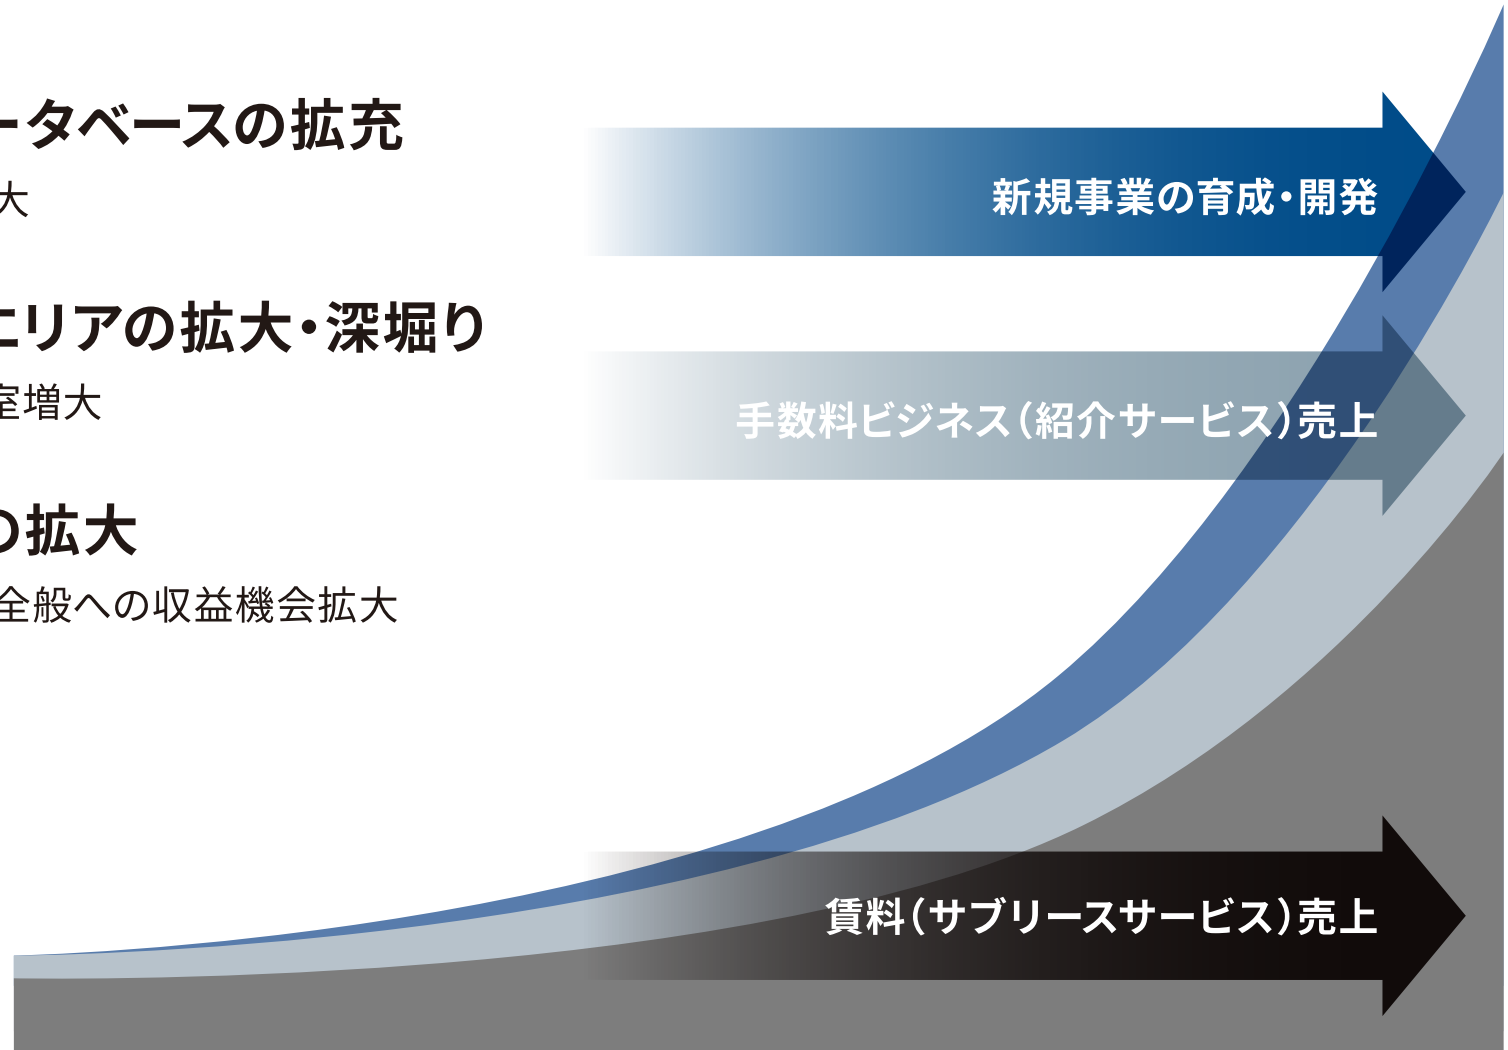 ータベースの拡充
大
新規事業の育成・開発
エリアの拡大・深堀り
室増大
手数料ビジネス（紹介サービス）売上
の拡大
全般への収益機会拡大
賃料（サブリースサービス）売上